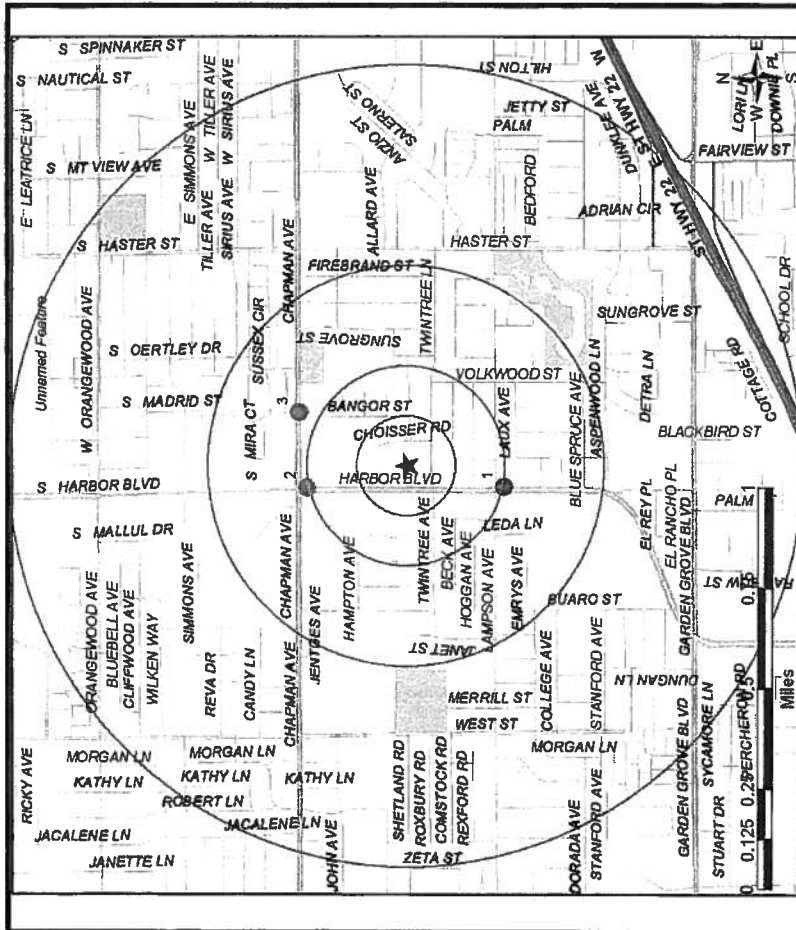 S SPINNAKER ST
S NAUTICAL ST
E LEATRICE LN
S MT VIEW AVE
E SIMMONS AVE
TILLER AVE W TILLER AVE
SIRIUS AVE W SIRIUS AVE
S HASTER ST
HILTON ST
JETTY ST
PALM
ANZIO ST
SALERNO ST
ALLARD AVE
BEDFORD
ADRIAN CIR
DUNKLEE AVE
E ST HWY 22 W
ST HWY 22
LORI LN
DOWNIE PL
FAIRVIEW ST
N
E
S
W
HASTER ST
CHAPMAN AVE
FIREBRAND ST
Unnamed Feature
W ORANGEWOOD AVE
S OERTLEY DR
SUSSEX CIR
SUNGROVE ST
TWINTREE LN
SUNGROVE ST
SCHOOL DR
S MADRID ST
S MIRA CT
3
BANGOR ST
CHOISSER RD
VOLKWOOD ST
LAUX AVE
BLUE SPRUCE AVE
ASPENWOOD LN
DETRA LN
COTTAGE RD
BLACKBIRD ST
S HARBOR BLVD
2
HARBOR BLVD
1
S MALLUL DR
CHAPMAN AVE
TWINTREE AVE
BECK AVE
LEDA LN
EL REY PL
EL RANCHO PL
GARDEN GROVE BLVD
PALM
ORANGEWOOD AVE
BLUEBELL AVE
CLIFFWOOD AVE
WILKEN WAY
SIMMONS AVE
REVA DR
CANDY LN
CHAPMAN AVE
JENTGES AVE
HAMPTON AVE
JANET ST
HOGGAN AVE
LAMPSON AVE
EMRYS AVE
BUARO ST
MERRILL ST
WEST ST
COLLEGE AVE
STANFORD AVE
DUNGAN LN
MORGAN LN
MORGAN LN
MORGAN LN
KATHY LN
KATHY LN
KATHY LN
ROBERT LN
RICKY AVE
JACALENE LN
JACALENE LN
JANETTE LN
JOHN AVE
SHETLAND RD
ROXBURY RD
COMSTOCK RD
REXFORD RD
ZETA ST
DORADA AVE
STANFORD AVE
GARDEN GROVE BLVD
SYCAMORE LN
PERCHERON RD
STUART DR
0 0.125 0.25 0.5 0.75 1
Miles